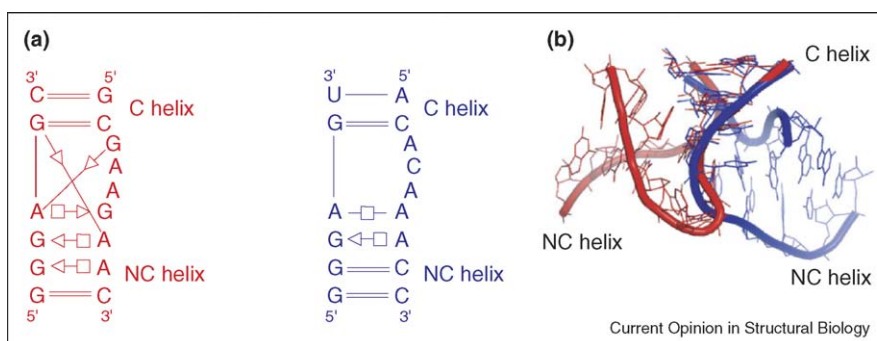 (a)
3' 5'
C G
C helix
G C
G
A
A
A G
G A
G A
NC helix
G C
5' 3'
3' 5'
U A
C helix
G C
A
C
A
A A
G A
G C
NC helix
G C
5' 3'
(b)
C helix
NC helix
NC helix
Current Opinion in Structural Biology